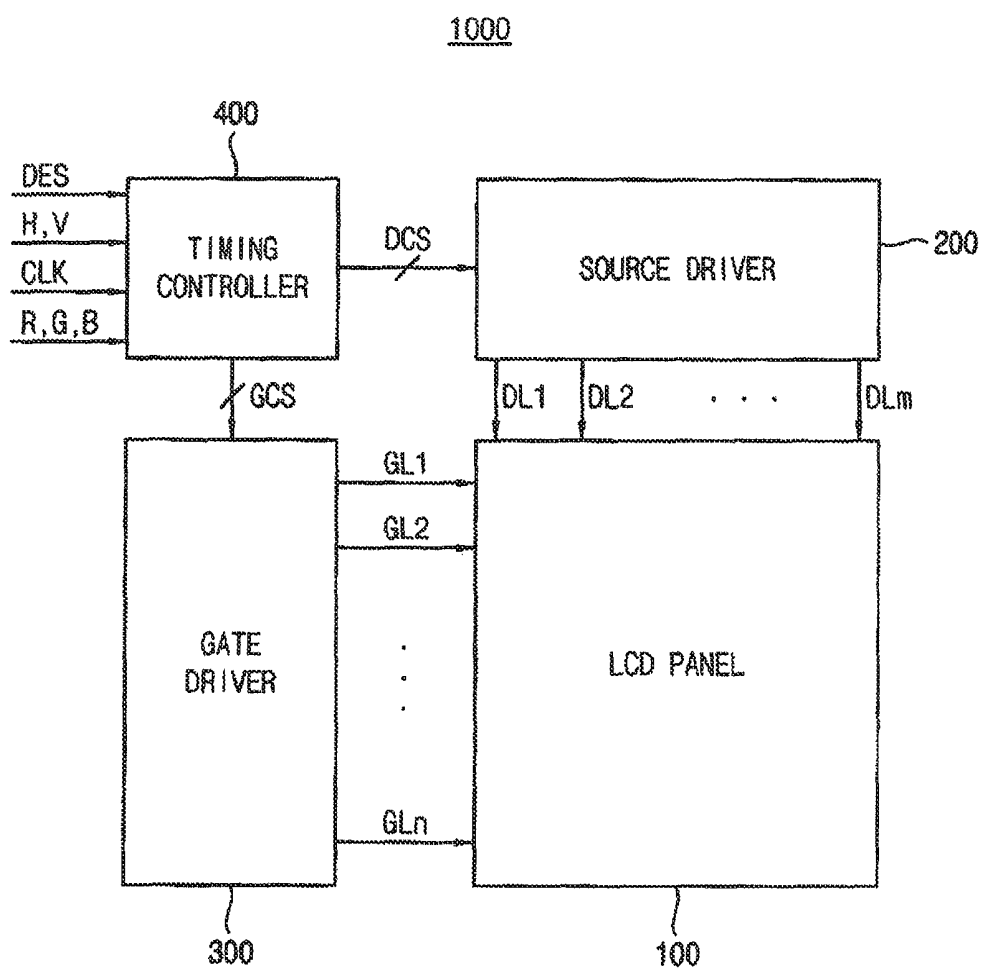 1000
400
DES
H,V
CLK
R,G,B
TIMING
CONTROLLER
DCS
SOURCE DRIVER
200
GCS
DL1
DL2
. . .
DLm
GL1
GL2
.
.
.
GLn
GATE
DRIVER
LCD PANEL
300
100